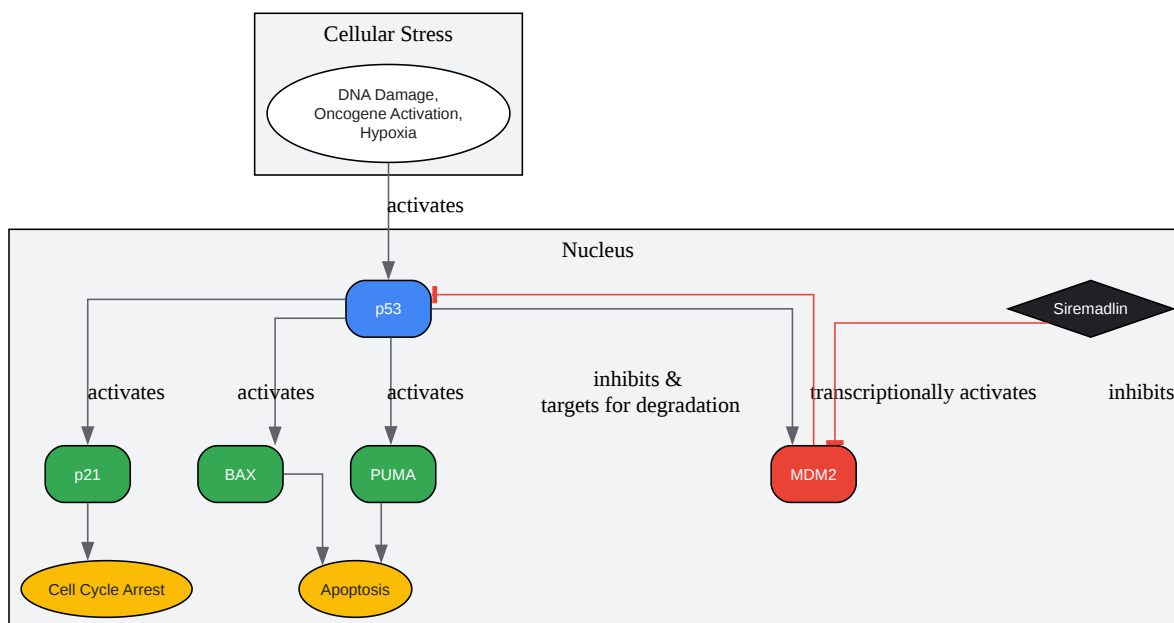 Cellular Stress
DNA Damage,
Oncogene Activation,
Hypoxia
activates
Nucleus
p53
Siremadlin
activates
activates
activates
inhibits &
targets for degradation
transcriptionally activates
inhibits
p21
BAX
PUMA
MDM2
Cell Cycle Arrest
Apoptosis